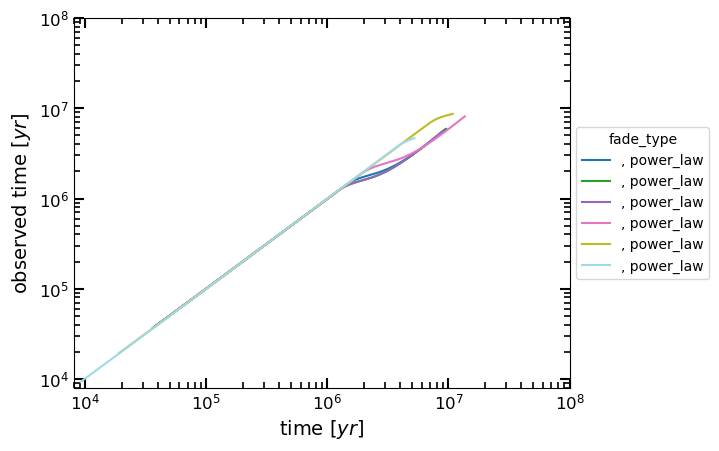 10^8
10^7
10^6
10^5
10^4
observed time [yr]
10^4 10^5 10^6 10^7 10^8
time [yr]
fade_type
, power_law
, power_law
, power_law
, power_law
, power_law
, power_law